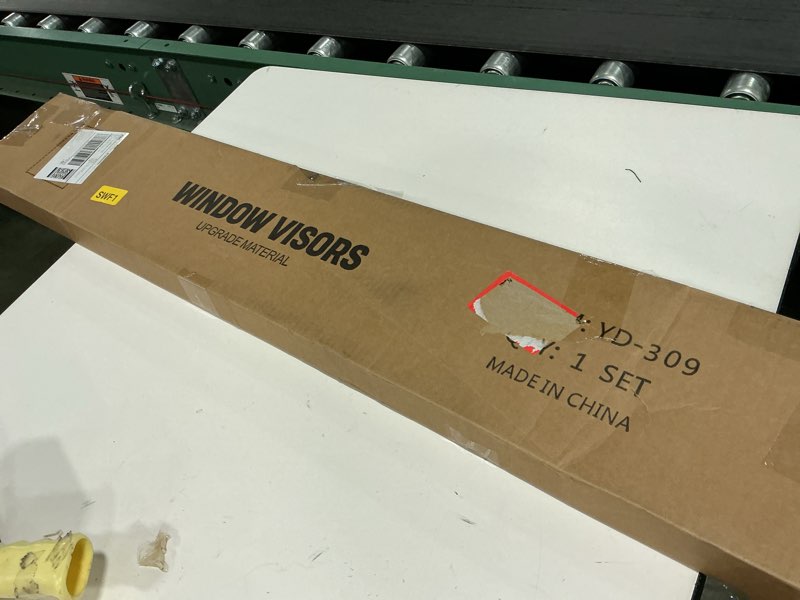 SWF1
WINDOW VISORS
UPGRADE MATERIAL
: YD-309
Y: 1 SET
MADE IN CHINA